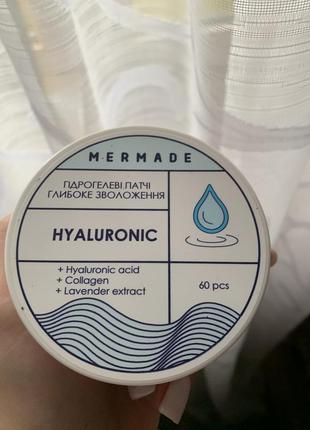 MERMADE
ГІДРОГЕЛЕВІ ПАТЧІ
ГЛИБОКЕ ЗВОЛОЖЕННЯ
HYALURONIC
+ Hyaluronic acid
+ Collagen
+ Lavender extract
60 pcs